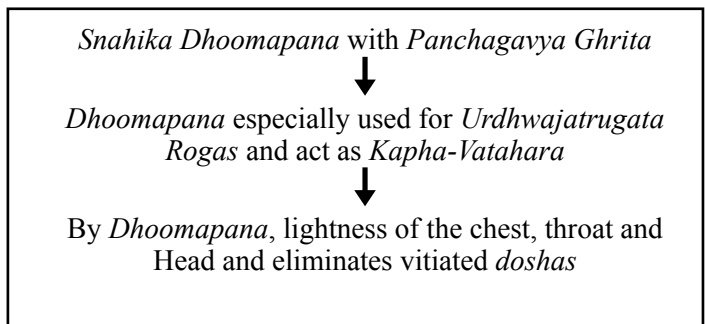 Snahika Dhoomapana with Panchagavya Ghrita
Dhoomapana especially used for Urdhwajatrugata
Rogas and act as Kapha-Vatahara
By Dhoomapana, lightness of the chest, throat and
Head and eliminates vitiated doshas